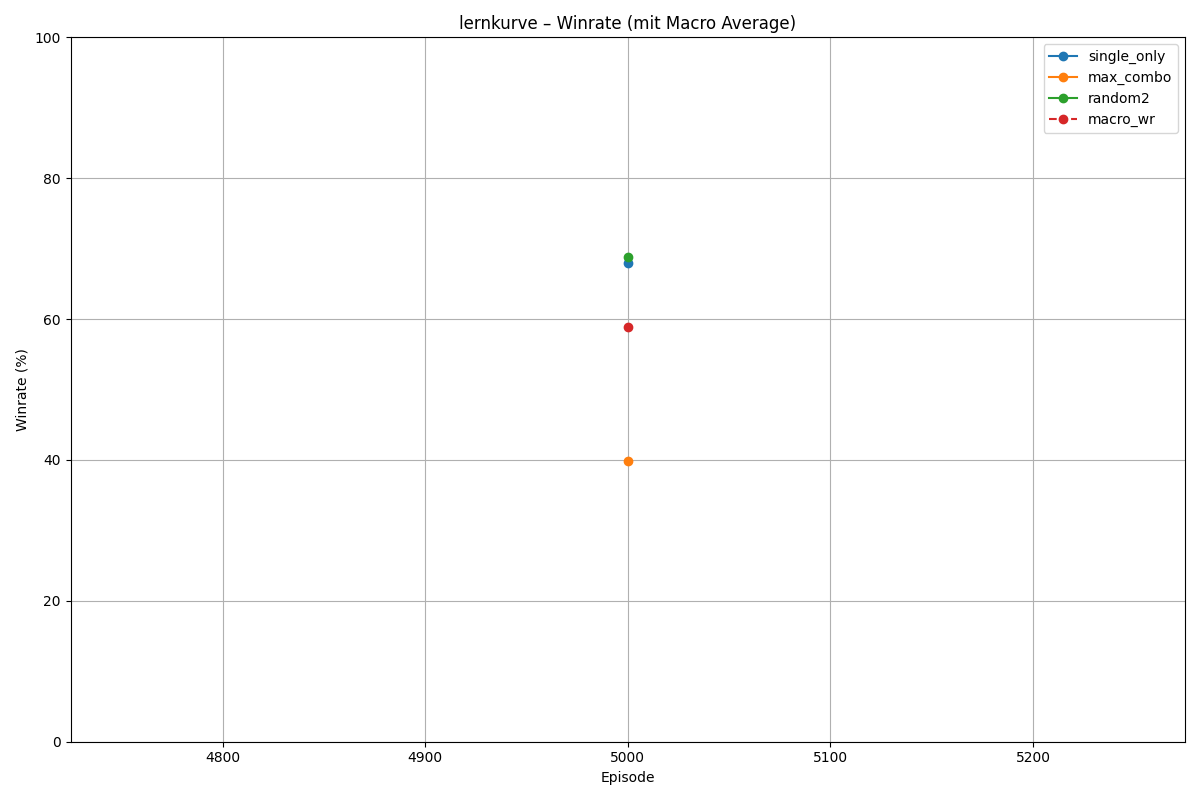 lernkurve – Winrate (mit Macro Average)
single_only
max_combo
random2
macro_wr
Winrate (%)
100
80
60
40
20
0
4800
4900
5000
5100
5200
Episode